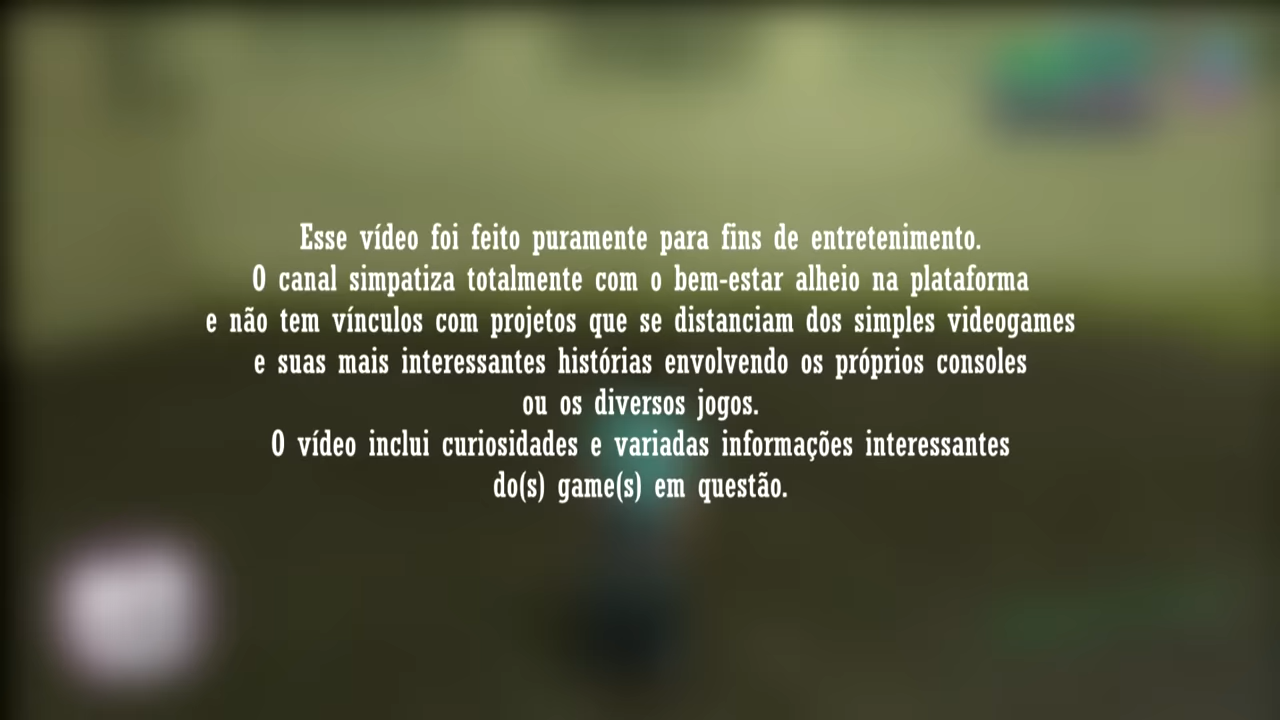 Esse vídeo foi feito puramente para fins de entretenimento.
O canal simpatiza totalmente com o bem-estar alheio na plataforma
e não tem vínculos com projetos que se distanciam dos simples videogames
e suas mais interessantes histórias envolvendo os próprios consoles
ou os diversos jogos.
O vídeo inclui curiosidades e variadas informações interessantes
do(s) game(s) em questão.